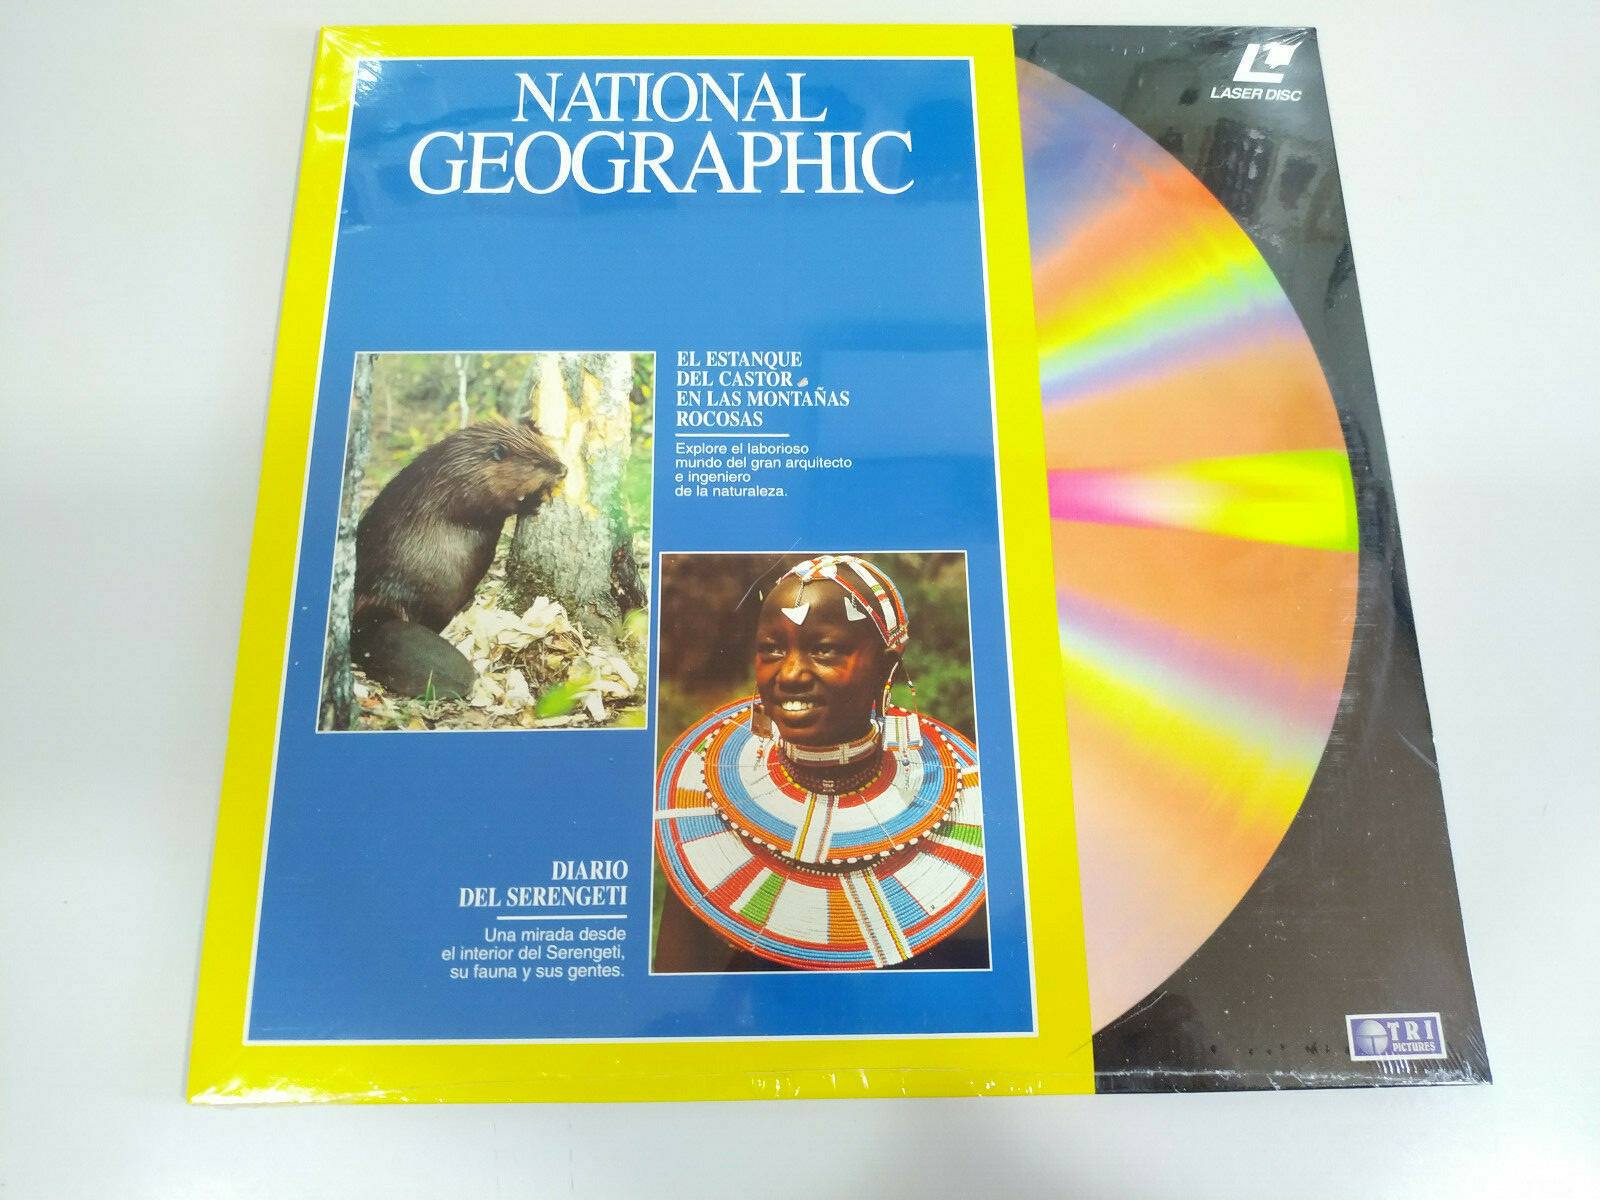 NATIONAL
GEOGRAPHIC
LASER DISC
EL ESTANQUE
DEL CASTOR
EN LAS MONTAÑAS
ROCOSAS
Explore el laborioso
mundo del gran arquitecto
e ingeniero
de la naturaleza.
DIARIO
DEL SERENGETI
Una mirada desde
el interior del Serengeti,
su fauna y sus gentes.
TRI
PICTURES